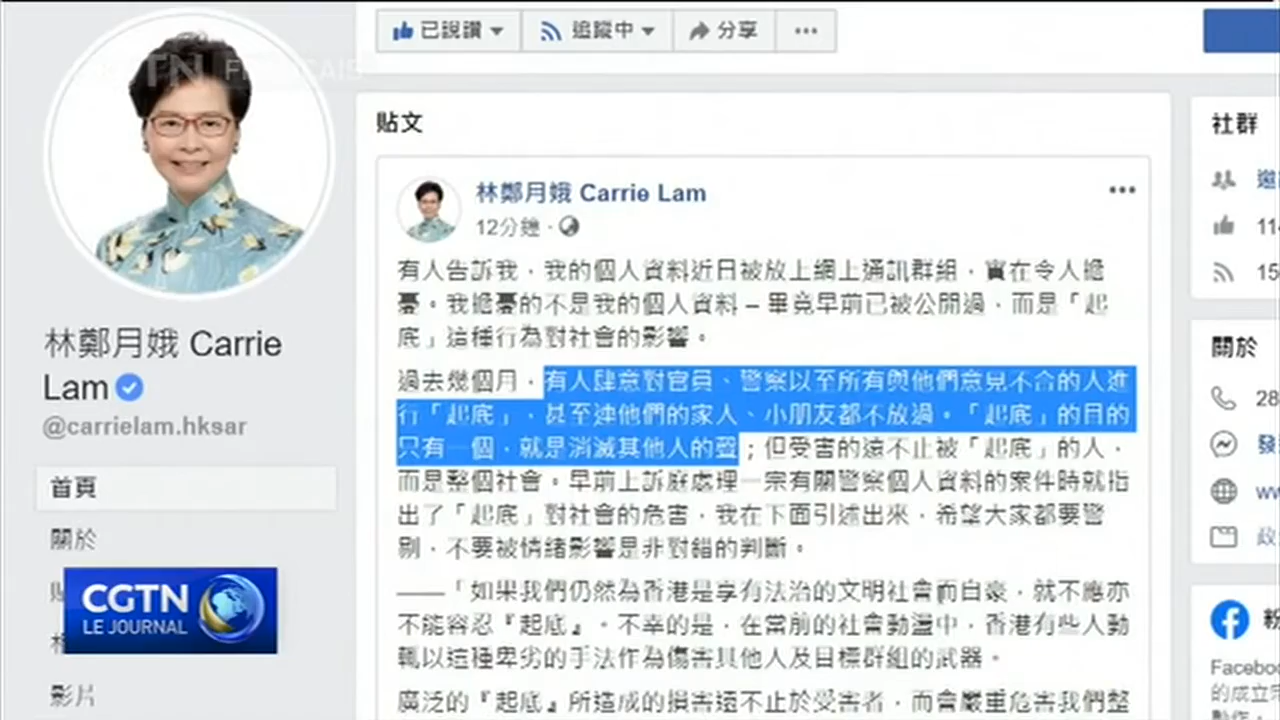 已說讚
追蹤中
分享
CGTN FRANÇAIS
貼文
林鄭月娥 Carrie Lam
12分鐘
有人告訴我，我的個人資料近日被放上網上通訊群組，實在令人擔
憂。我擔憂的不是我的個人資料 – 畢竟早前已被公開過，而是「起
底」這種行為對社會的影響。
過去幾個月，有人肆意對官員、警察以至所有與他們意見不合的人進
行「起底」，甚至連他們的家人、小朋友都不放過。「起底」的目的
只有一個，就是消滅其他人的聲；但受害的遠不止被「起底」的人，
而是整個社會。早前上訴庭處理一宗有關警察個人資料的案件時就指
出了「起底」對社會的危害，我在下面引述出來，希望大家都要警
剔，不要被情緒影響是非對錯的判斷。
——「如果我們仍然為香港是享有法治的文明社會而自豪，就不應亦
不能容忍『起底』。不幸的是，在當前的社會動盪中，香港有些人動
輒以這種卑劣的手法作為傷害其他人及目標群組的武器。
廣泛的『起底』所造成的損害遠不止於受害者，而會嚴重危害我們整
林鄭月娥 Carrie
Lam
@carrielam.hksar
首頁
關於
影片
CGTN
LE JOURNAL
社群
邀
114
15
關於
28
發
ww
政
粉
Facebo
的成立